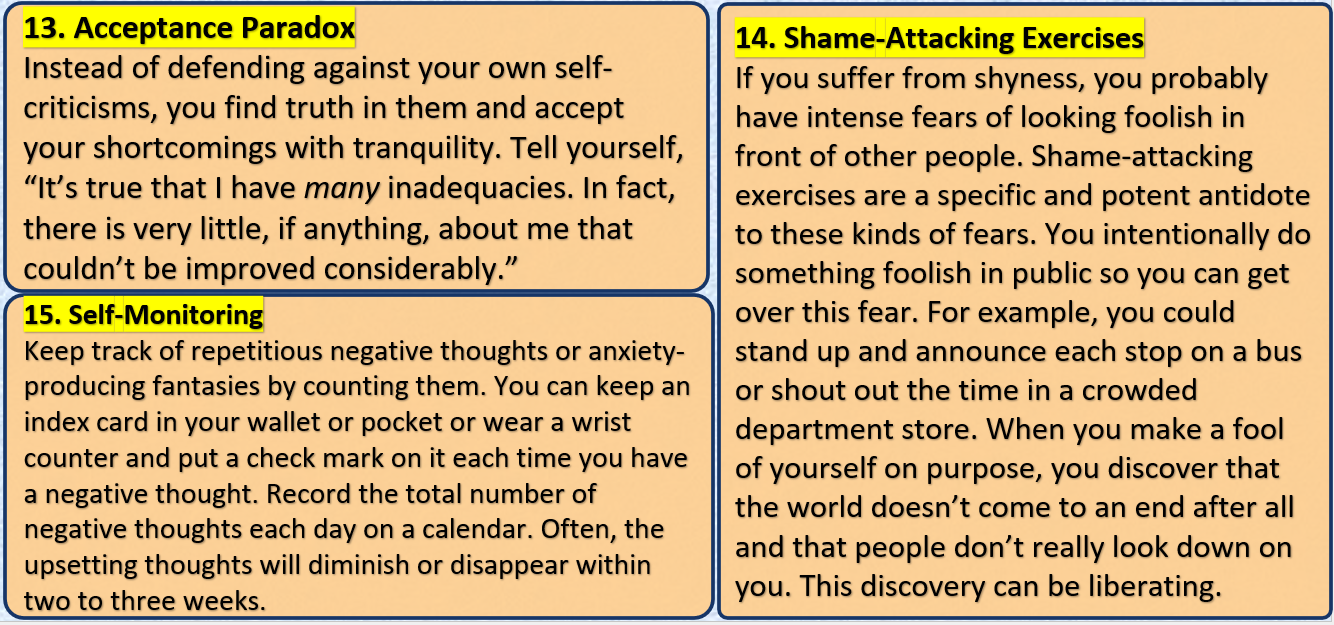 13. Acceptance Paradox
Instead of defending against your own self-
criticisms, you find truth in them and accept
your shortcomings with tranquility. Tell yourself,
“It’s true that I have many inadequacies. In fact,
there is very little, if anything, about me that
couldn’t be improved considerably.”
14. Shame-Attacking Exercises
If you suffer from shyness, you probably
have intense fears of looking foolish in
front of other people. Shame-attacking
exercises are a specific and potent antidote
to these kinds of fears. You intentionally do
something foolish in public so you can get
over this fear. For example, you could
stand up and announce each stop on a bus
or shout out the time in a crowded
department store. When you make a fool
of yourself on purpose, you discover that
the world doesn’t come to an end after all
and that people don’t really look down on
you. This discovery can be liberating.
15. Self-Monitoring
Keep track of repetitious negative thoughts or anxiety-
producing fantasies by counting them. You can keep an
index card in your wallet or pocket or wear a wrist
counter and put a check mark on it each time you have
a negative thought. Record the total number of
negative thoughts each day on a calendar. Often, the
upsetting thoughts will diminish or disappear within
two to three weeks.